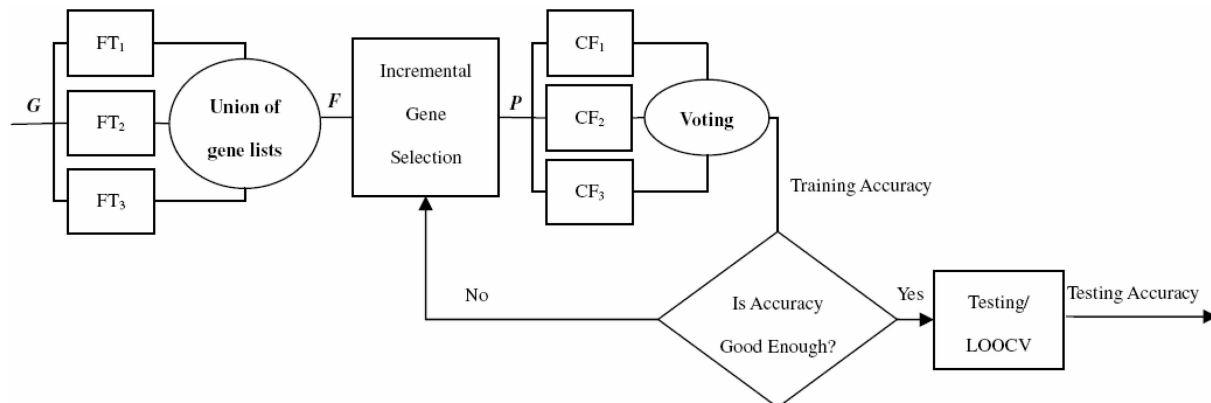 G
FT₁
FT₂
FT₃
Union of
gene lists
F
Incremental
Gene
Selection
P
CF₁
CF₂
CF₃
Voting
Training Accuracy
Is Accuracy
Good Enough?
No
Yes
Testing/
LOOCV
Testing Accuracy